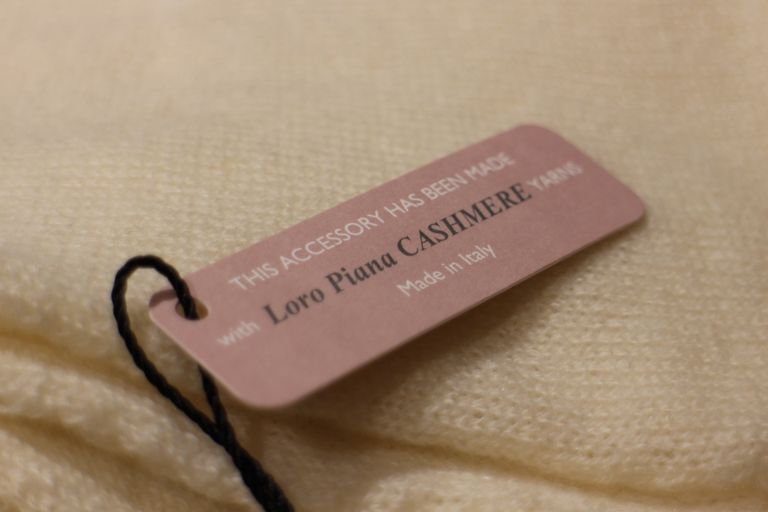 THIS ACCESSORY HAS BEEN MADE
with Loro Piana CASHMERE YARNS
Made in Italy